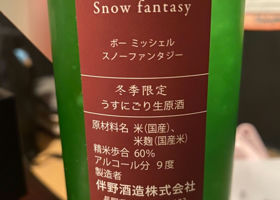 Snow fantasy
ボー ミッシェル
スノーファンタジー
冬季限定
うすにごり生原酒
原材料名 米(国産)、
米麹(国産米)
精米歩合 60%
アルコール分 9度
製造者
伴野酒造株式会社